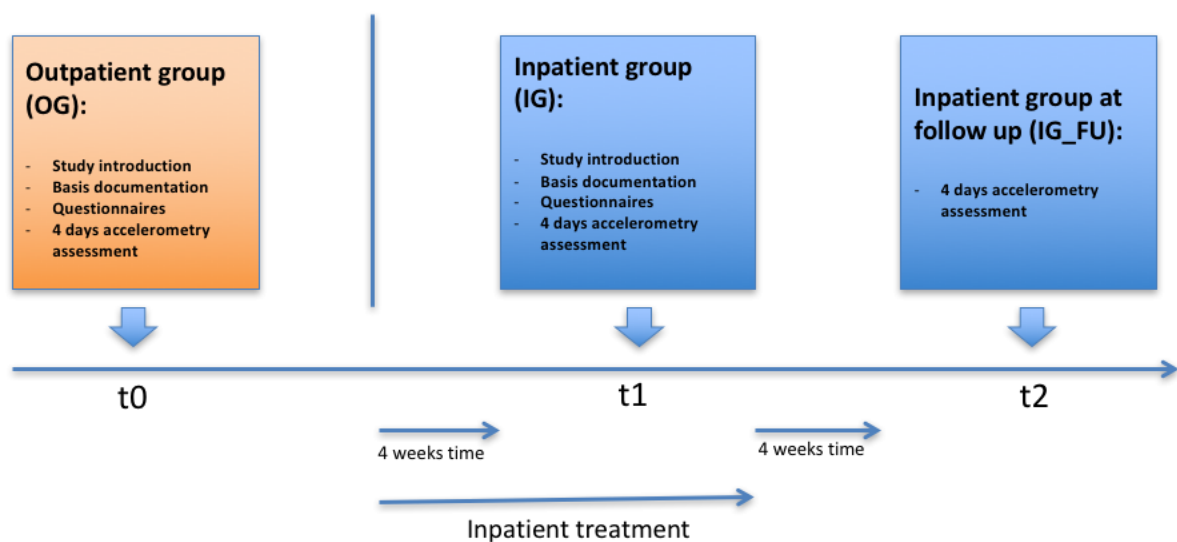 Outpatient group
(OG):
- Study introduction
- Basis documentation
- Questionnaires
- 4 days accelerometry
assessment
Inpatient group
(IG):
- Study introduction
- Basis documentation
- Questionnaires
- 4 days accelerometry
assessment
Inpatient group at
follow up (IG_FU):
- 4 days accelerometry
assessment
t0
t1
t2
4 weeks time
4 weeks time
Inpatient treatment